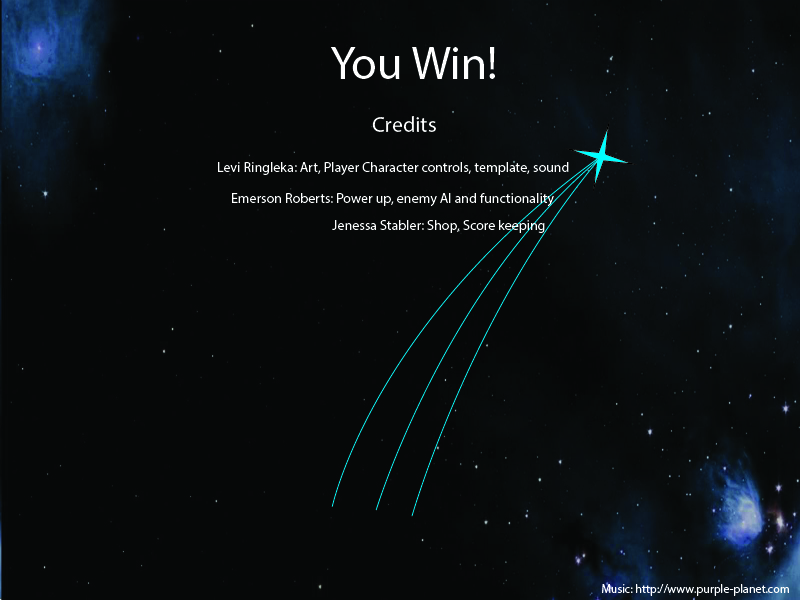 You Win!
Credits
Levi Ringleka: Art, Player Character controls, template, sound
Emerson Roberts: Power up, enemy AI and functionality
Jenessa Stabler: Shop, Score keeping
Music: http://www.purple-planet.com